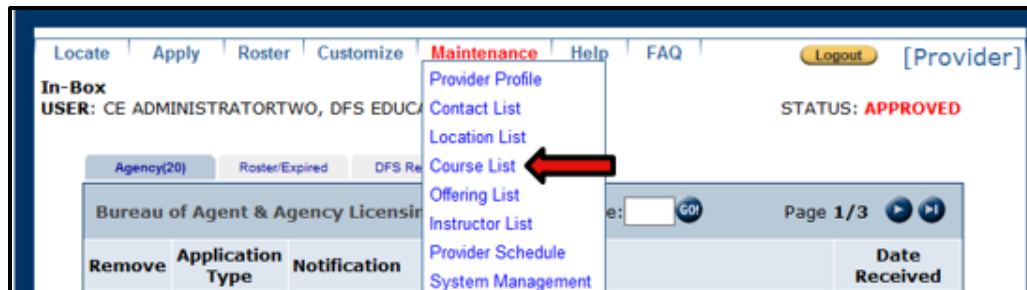 Locate Apply Roster Customize Maintenance Help FAQ Logout [Provider]
In-Box
USER: CE ADMINISTRATORTWO, DFS EDUCA STATUS: APPROVED
Provider Profile
Contact List
Location List
Course List
Offering List
Instructor List
Provider Schedule
System Management
Agency(20) Roster/Expired DFS Re
Bureau of Agent & Agency Licensin e: GO! Page 1/3
Remove Application Type Notification Date Received